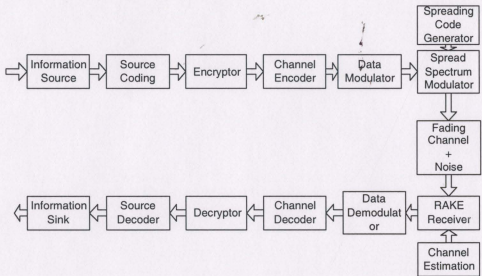 Spreading
Code
Generator
Information
Source
Source
Coding
Encryptor
Channel
Encoder
Data
Modulator
Spread
Spectrum
Modulator
Fading
Channel
+
Noise
Information
Sink
Source
Decoder
Decryptor
Channel
Decoder
Data
Demodulat
or
RAKE
Receiver
Channel
Estimation